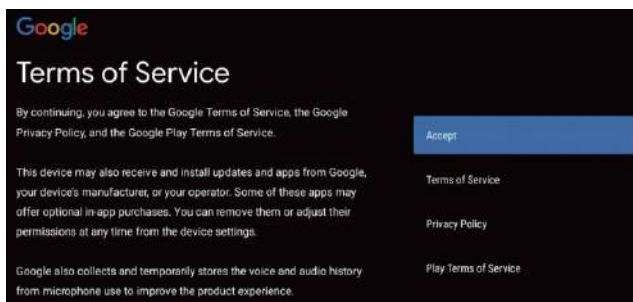 Google
Terms of Service
By continuing, you agree to the Google Terms of Service, the Google
Privacy Policy, and the Google Play Terms of Service.
This device may also receive and install updates and apps from Google,
your device's manufacturer, or your operator. Some of these apps may
offer optional in-app purchases. You can remove them or adjust their
permissions at any time from the device settings.
Google also collects and temporarily stores the voice and audio history
from microphone use to improve the product experience.
Accept
Terms of Service
Privacy Policy
Play Terms of Service